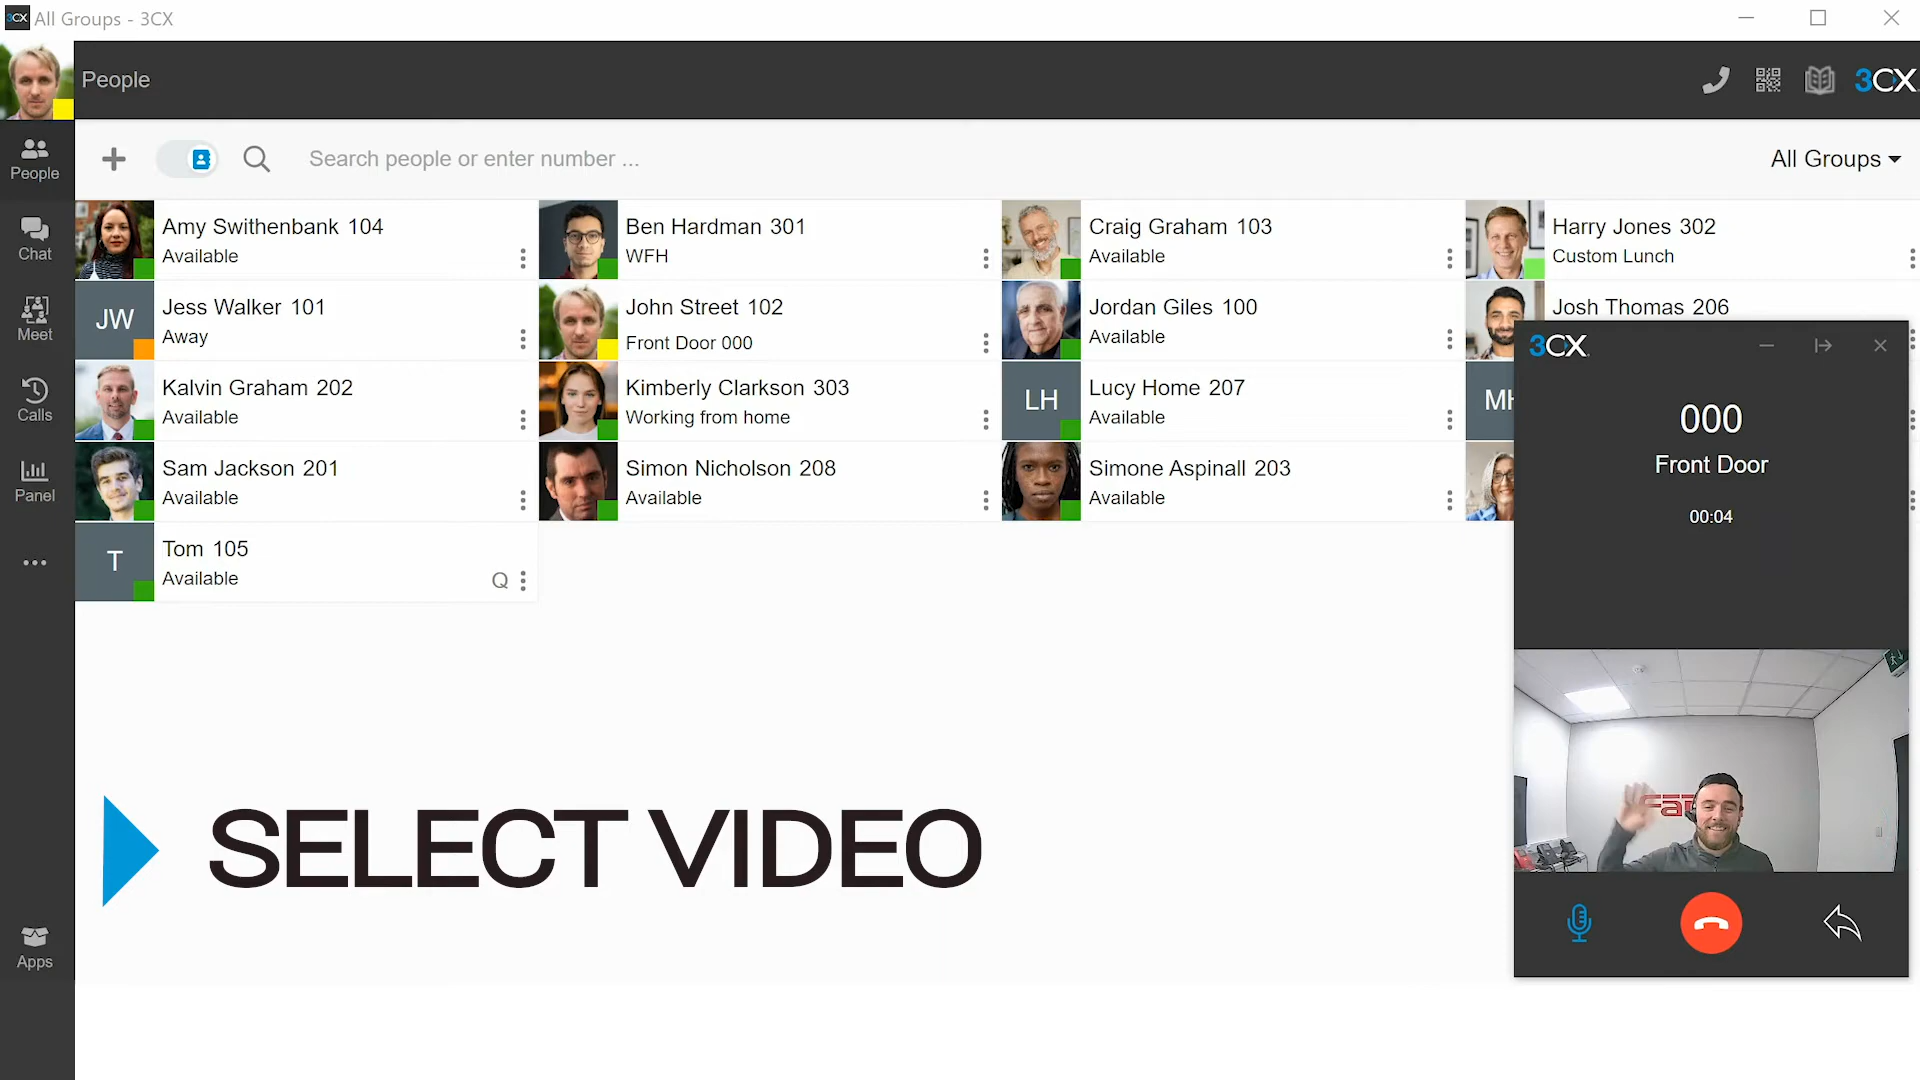 3CX All Groups - 3CX
People
3CX
People
Search people or enter number ...
All Groups
Chat
Meet
Calls
Panel
Apps
Amy Swithenbank 104
Available
Ben Hardman 301
WFH
Craig Graham 103
Available
Harry Jones 302
Custom Lunch
JW
Jess Walker 101
Away
John Street 102
Front Door 000
Jordan Giles 100
Available
Josh Thomas 206
Kalvin Graham 202
Available
Kimberly Clarkson 303
Working from home
LH
Lucy Home 207
Available
Sam Jackson 201
Available
Simon Nicholson 208
Available
Simone Aspinall 203
Available
T
Tom 105
Available
Q
3CX
000
Front Door
00:04
SELECT VIDEO